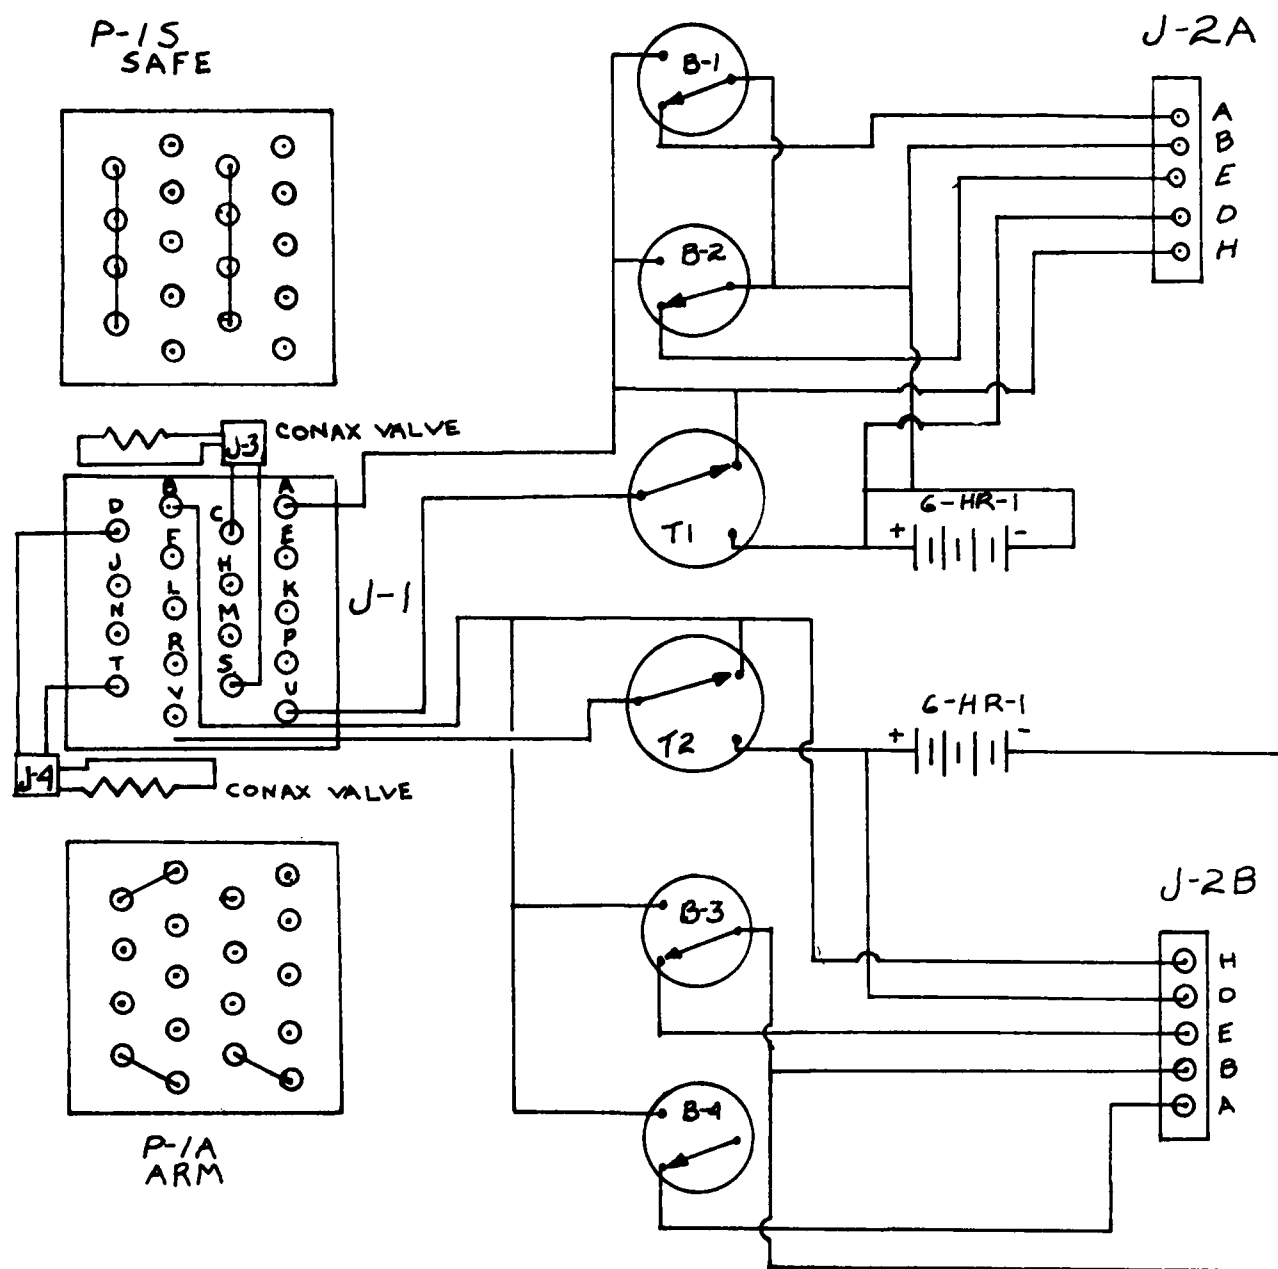 P-1S
SAFE
J-2A
B-1
A
B
E
D
H
B-2
J-3
CONAX VALVE
6-HR-1
+ -
T1
B A
D C
F E
J H
L K
N M
R P
T S
V U
J-1
6-HR-1
+ -
T2
J-4
CONAX VALVE
J-2B
B-3
H
D
E
B
A
B-4
P-1A
ARM